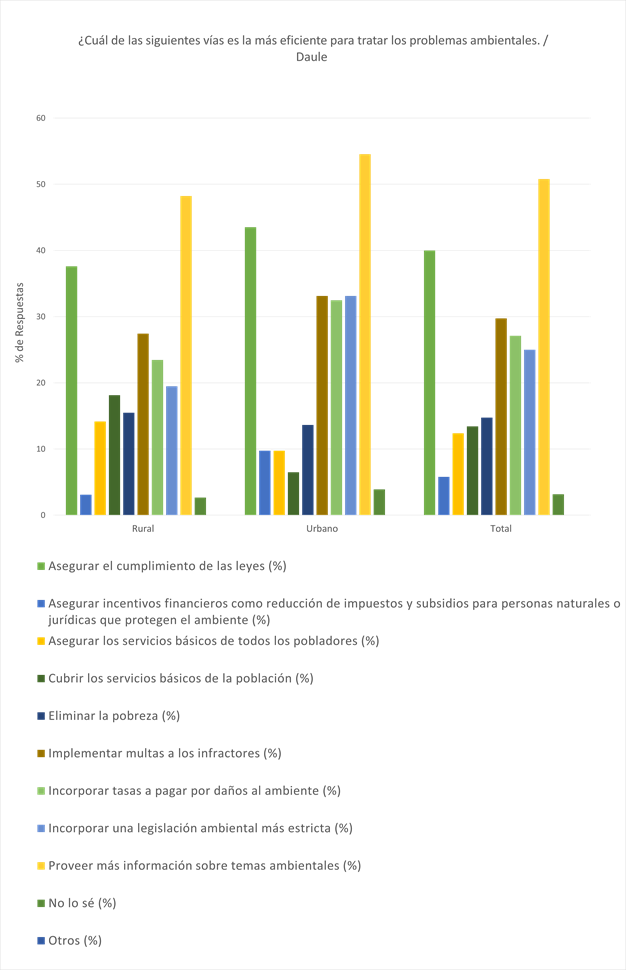 ¿Cuál de las siguientes vías es la más eficiente para tratar los problemas ambientales. /
Daule
60
50
40
30
20
10
0
% de Respuestas
Rural
Urbano
Total
Asegurar el cumplimiento de las leyes (%)
Asegurar incentivos financieros como reducción de impuestos y subsidios para personas naturales o
jurídicas que protegen el ambiente (%)
Asegurar los servicios básicos de todos los pobladores (%)
Cubrir los servicios básicos de la población (%)
Eliminar la pobreza (%)
Implementar multas a los infractores (%)
Incorporar tasas a pagar por daños al ambiente (%)
Incorporar una legislación ambiental más estricta (%)
Proveer más información sobre temas ambientales (%)
No lo sé (%)
Otros (%)